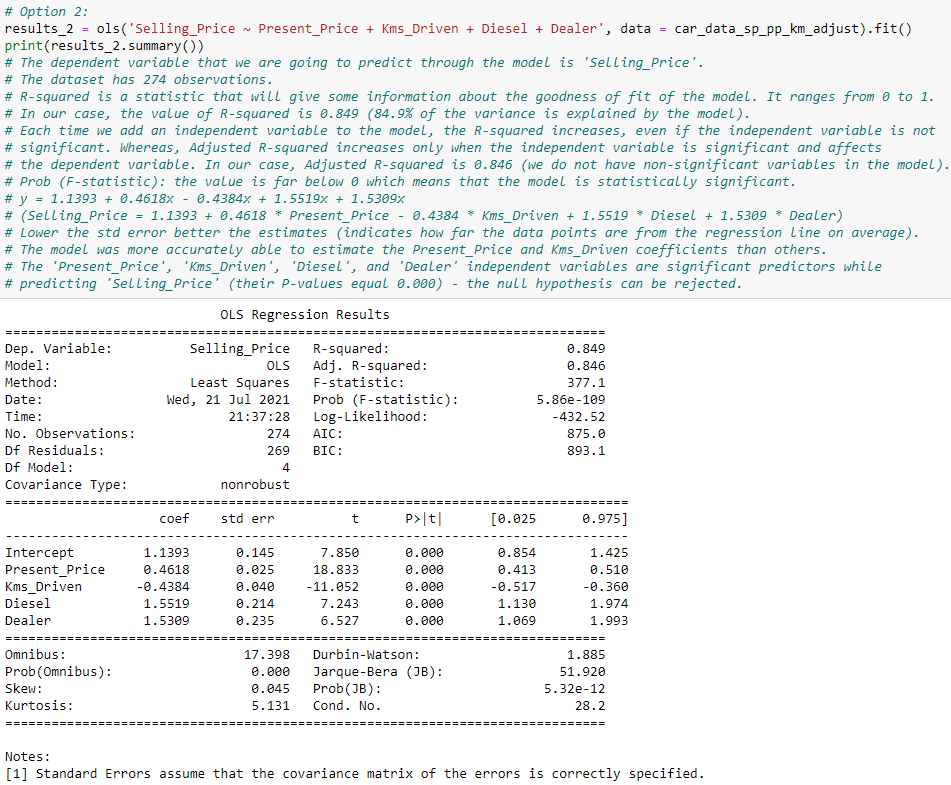 # Option 2:
results_2 = ols('Selling_Price ~ Present_Price + Kms_Driven + Diesel + Dealer', data = car_data_sp_pp_km_adjust).fit()
print(results_2.summary())
# The dependent variable that we are going to predict through the model is 'Selling_Price'.
# The dataset has 274 observations.
# R-squared is a statistic that will give some information about the goodness of fit of the model. It ranges from 0 to 1.
# In our case, the value of R-squared is 0.849 (84.9% of the variance is explained by the model).
# Each time we add an independent variable to the model, the R-squared increases, even if the independent variable is not
# significant. Whereas, Adjusted R-squared increases only when the independent variable is significant and affects
# the dependent variable. In our case, Adjusted R-squared is 0.846 (we do not have non-significant variables in the model).
# Prob (F-statistic): the value is far below 0 which means that the model is statistically significant.
# y = 1.1393 + 0.4618x - 0.4384x + 1.5519x + 1.5309x
# (Selling_Price = 1.1393 + 0.4618 * Present_Price - 0.4384 * Kms_Driven + 1.5519 * Diesel + 1.5309 * Dealer)
# Lower the std error better the estimates (indicates how far the data points are from the regression line on average).
# The model was more accurately able to estimate the Present_Price and Kms_Driven coefficients than others.
# The 'Present_Price', 'Kms_Driven', 'Diesel', and 'Dealer' independent variables are significant predictors while
# predicting 'Selling_Price' (their P-values equal 0.000) - the null hypothesis can be rejected.
OLS Regression Results
==============================================================================
Dep. Variable: Selling_Price R-squared: 0.849
Model: OLS Adj. R-squared: 0.846
Method: Least Squares F-statistic: 377.1
Date: Wed, 21 Jul 2021 Prob (F-statistic): 5.86e-109
Time: 21:37:28 Log-Likelihood: -432.52
No. Observations: 274 AIC: 875.0
Df Residuals: 269 BIC: 893.1
Df Model: 4
Covariance Type: nonrobust
=================================================================================
coef std err t P>|t| [0.025 0.975]
---------------------------------------------------------------------------------
Intercept 1.1393 0.145 7.850 0.000 0.854 1.425
Present_Price 0.4618 0.025 18.833 0.000 0.413 0.510
Kms_Driven -0.4384 0.040 -11.052 0.000 -0.517 -0.360
Diesel 1.5519 0.214 7.243 0.000 1.130 1.974
Dealer 1.5309 0.235 6.527 0.000 1.069 1.993
==============================================================================
Omnibus: 17.398 Durbin-Watson: 1.885
Prob(Omnibus): 0.000 Jarque-Bera (JB): 51.920
Skew: 0.045 Prob(JB): 5.32e-12
Kurtosis: 5.131 Cond. No. 28.2
==============================================================================
Notes:
[1] Standard Errors assume that the covariance matrix of the errors is correctly specified.